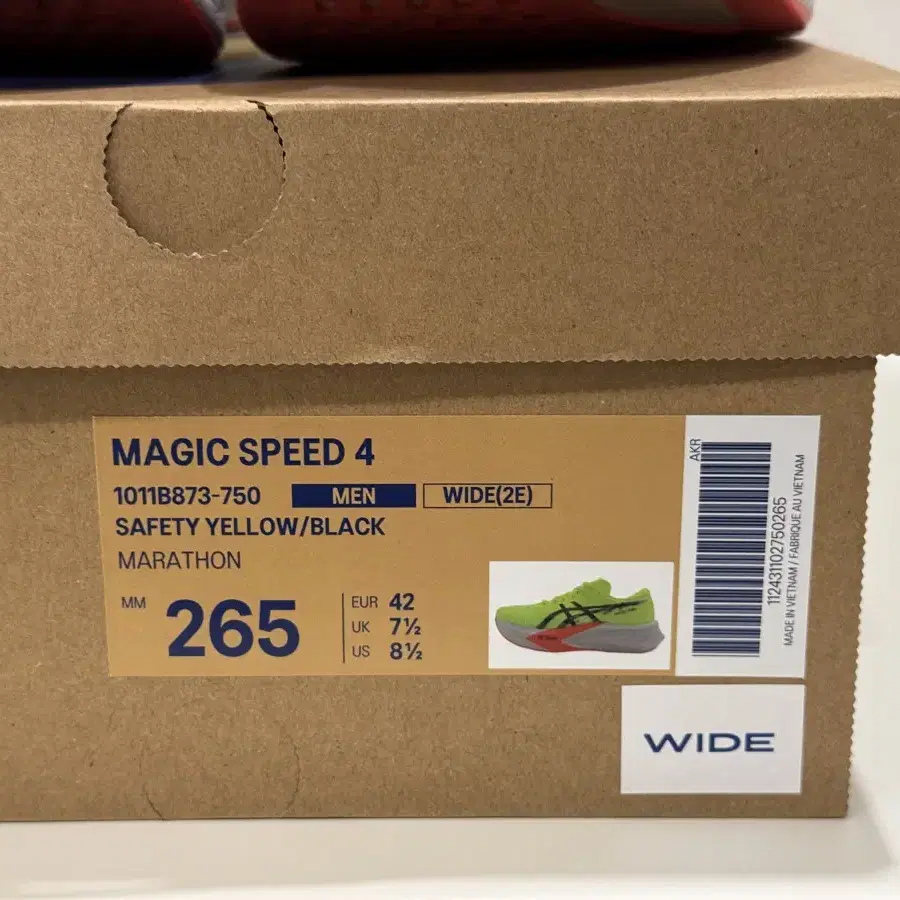 MAGIC SPEED 4
1011B873-750 MEN WIDE(2E)
SAFETY YELLOW/BLACK
MARATHON
MM 265
EUR 42
UK 7½
US 8½
AKR
112431102750265
MADE IN VIETNAM / FABRIQUE AU VIETNAM
WIDE